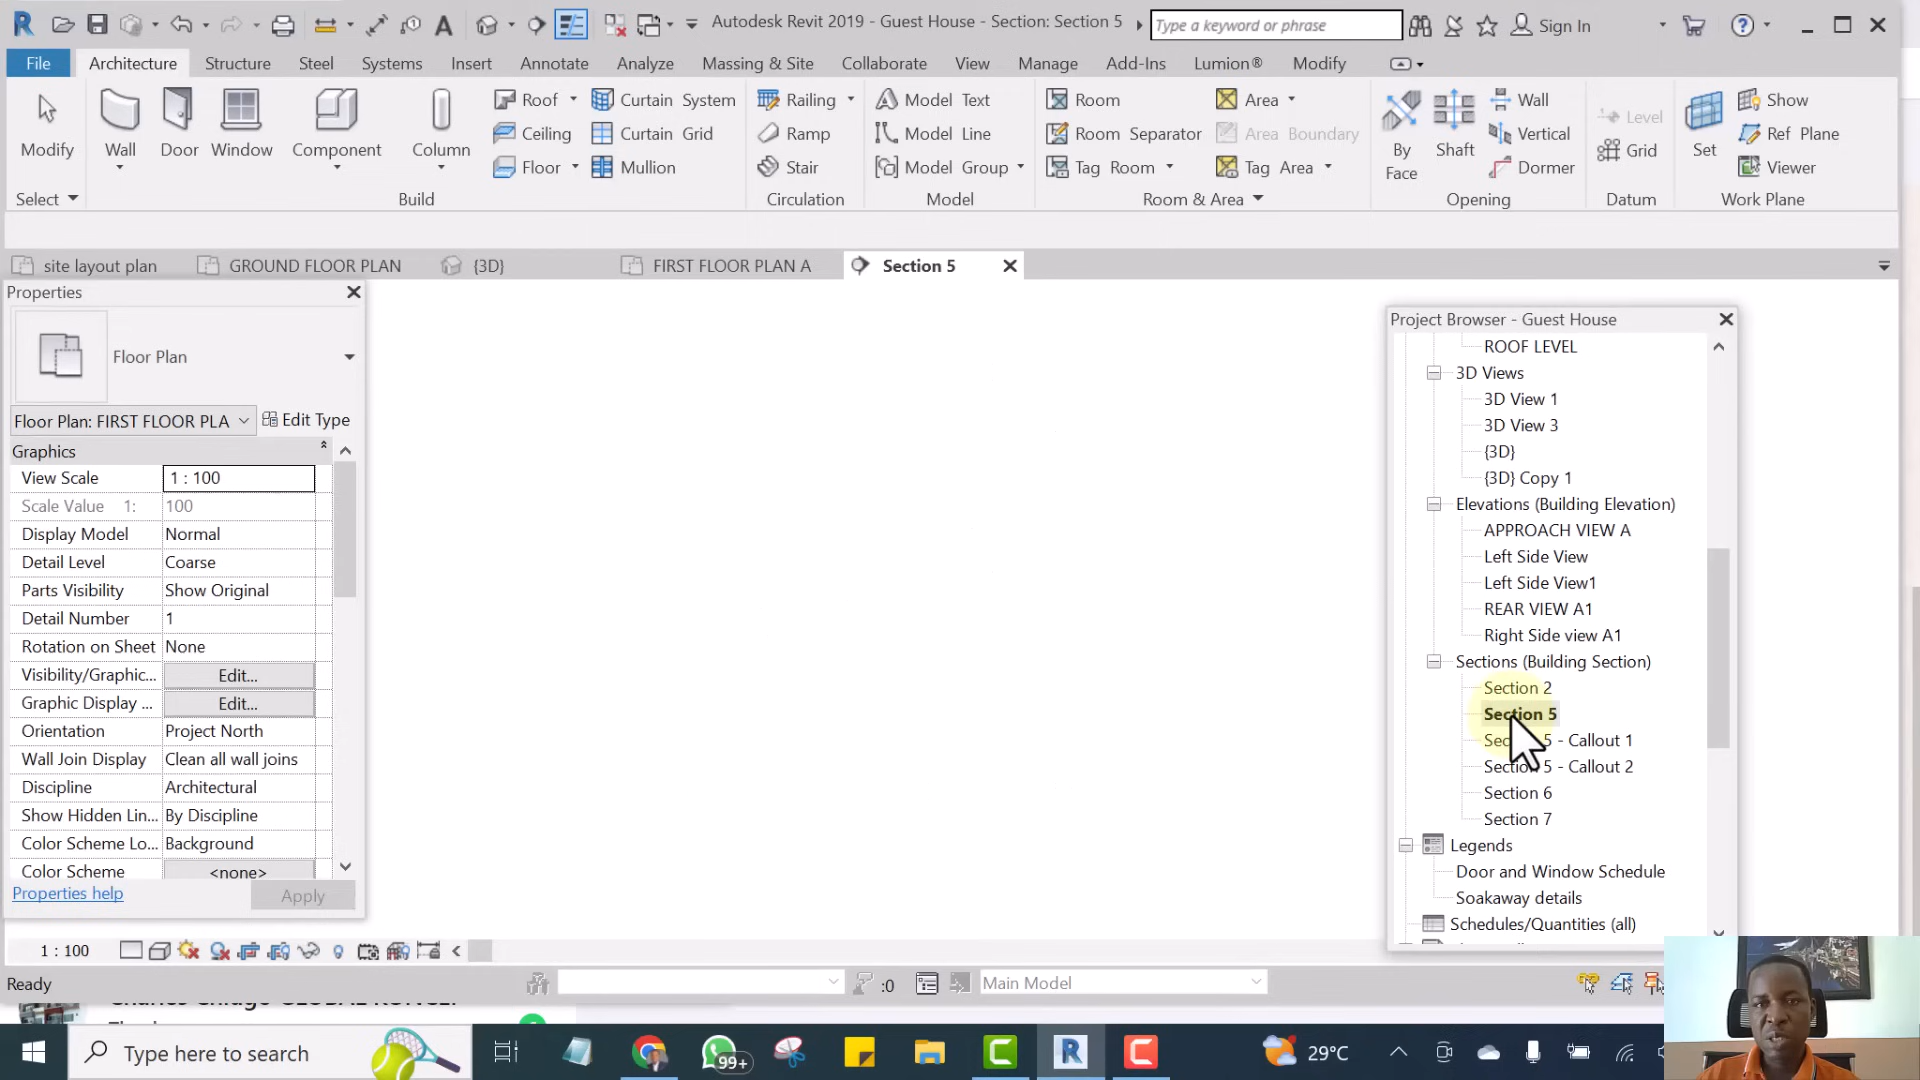 Autodesk Revit 2019 - Guest House - Section: Section 5
Type a keyword or phrase
Sign In
File Architecture Structure Steel Systems Insert Annotate Analyze Massing & Site Collaborate View Manage Add-Ins Lumion® Modify
Modify Wall Door Window Component Column
Roof Curtain System Railing Model Text Room Area Wall Level Show
Ceiling Curtain Grid Ramp Model Line Room Separator Area Boundary By Face Shaft Vertical Grid Set Ref Plane
Floor Mullion Stair Model Group Tag Room Tag Area Dormer Viewer
Select Build Circulation Model Room & Area Opening Datum Work Plane
site layout plan GROUND FLOOR PLAN {3D} FIRST FLOOR PLAN A Section 5
Properties
Floor Plan
Floor Plan: FIRST FLOOR PLA Edit Type
Graphics
View Scale 1 : 100
Scale Value 1: 100
Display Model Normal
Detail Level Coarse
Parts Visibility Show Original
Detail Number 1
Rotation on Sheet None
Visibility/Graphic... Edit...
Graphic Display ... Edit...
Orientation Project North
Wall Join Display Clean all wall joins
Discipline Architectural
Show Hidden Lin... By Discipline
Color Scheme Lo... Background
Color Scheme <none>
Properties help Apply
Project Browser - Guest House
ROOF LEVEL
3D Views
3D View 1
3D View 3
{3D}
{3D} Copy 1
Elevations (Building Elevation)
APPROACH VIEW A
Left Side View
Left Side View1
REAR VIEW A1
Right Side view A1
Sections (Building Section)
Section 2
Section 5
5 - Callout 1
Section 5 - Callout 2
Section 6
Section 7
Legends
Door and Window Schedule
Soakaway details
Schedules/Quantities (all)
1 : 100
Ready :0 Main Model
Type here to search 99+ 29°C